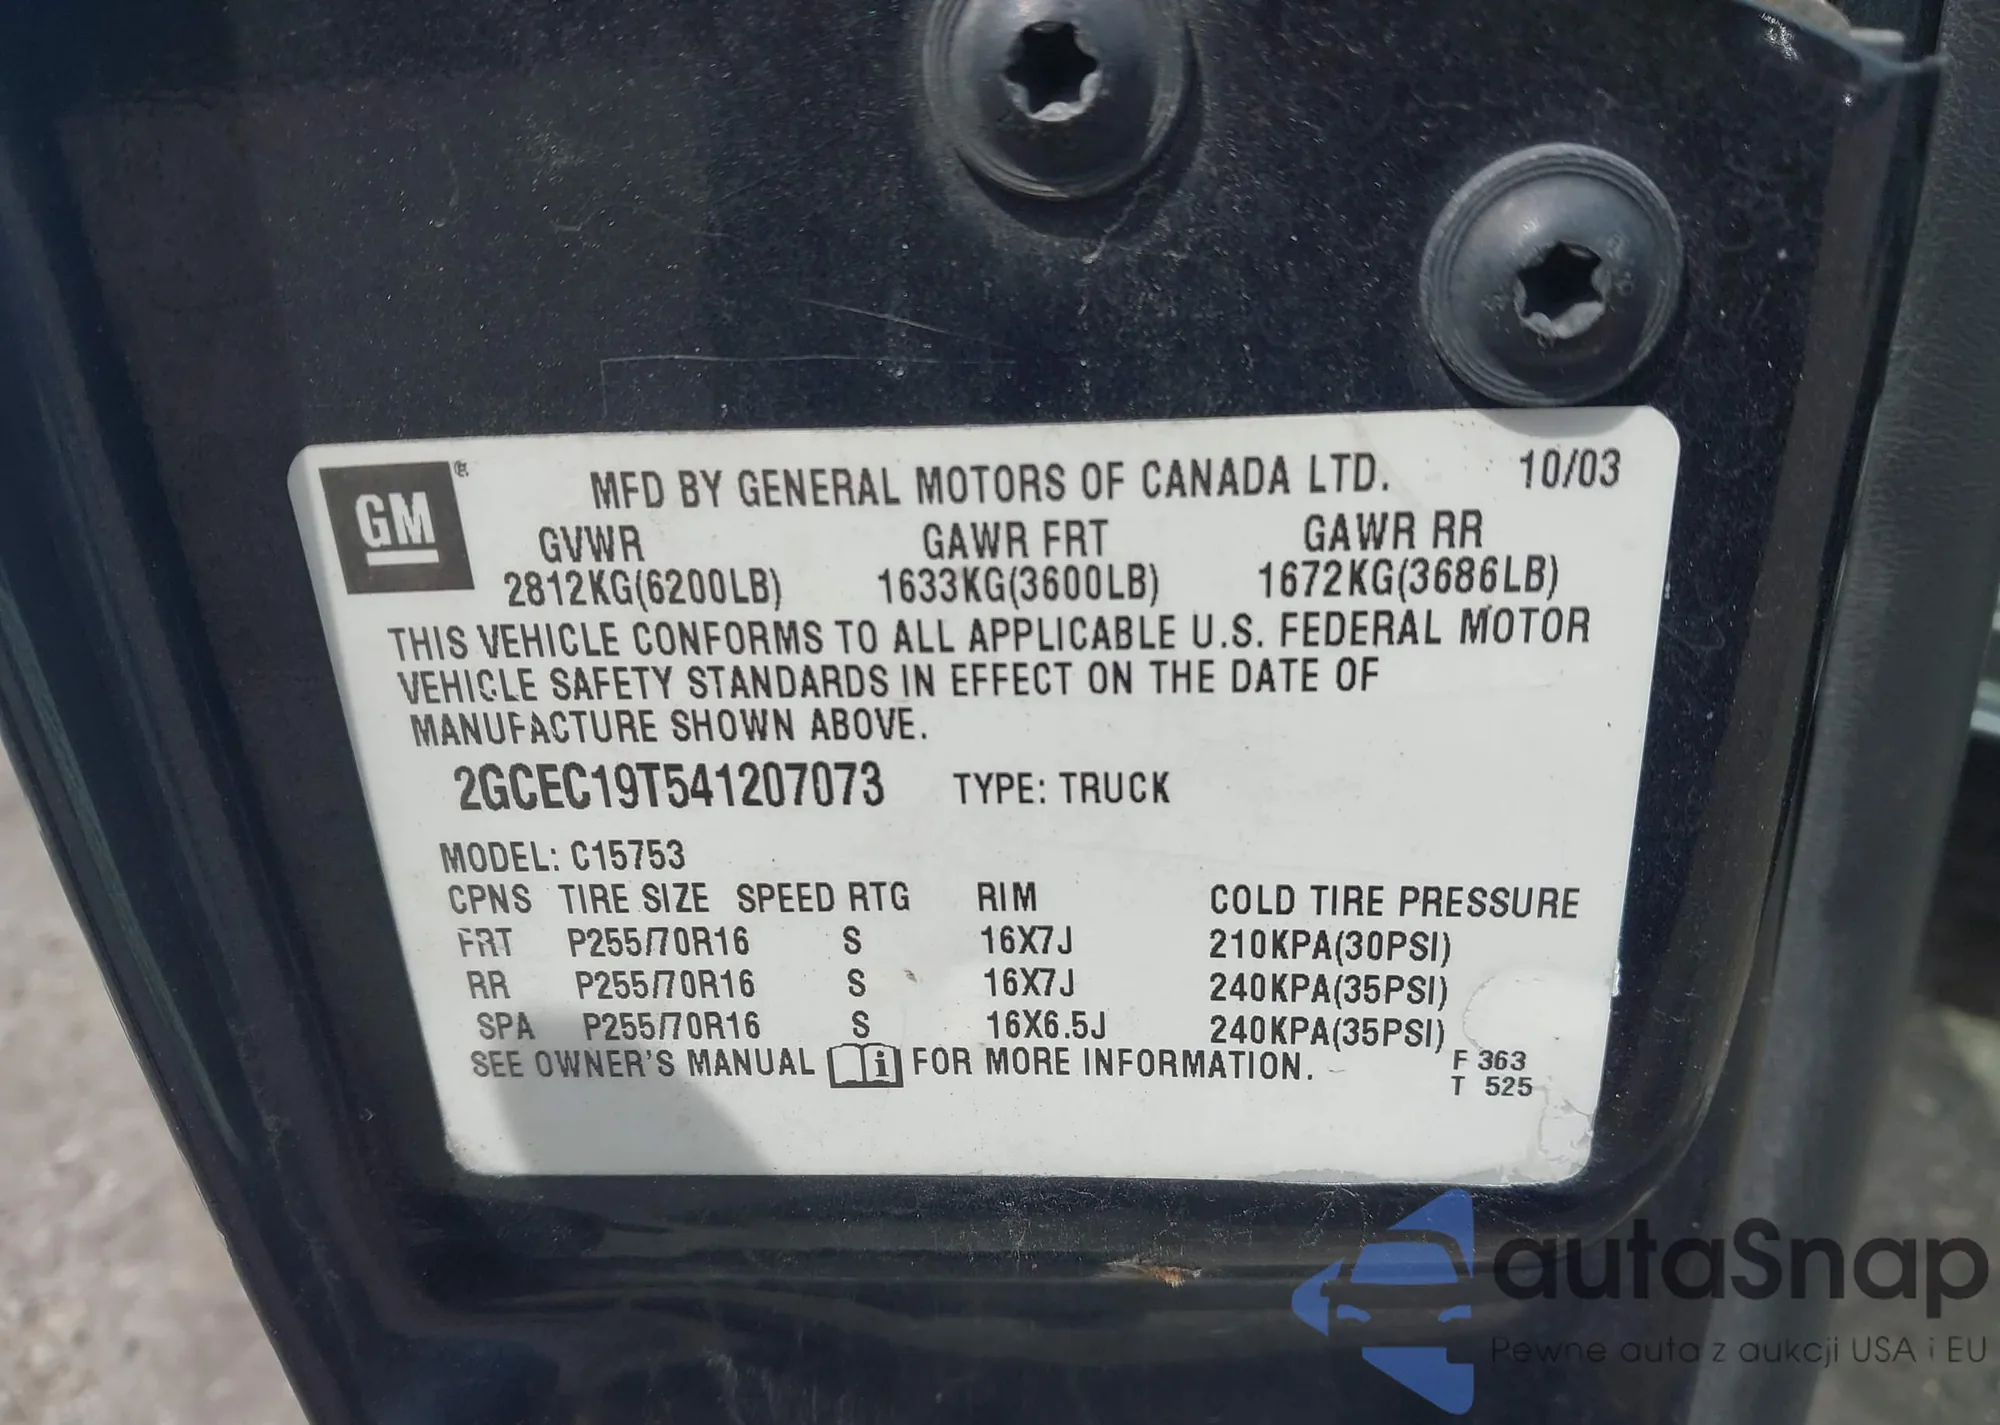 GM ®
MFD BY GENERAL MOTORS OF CANADA LTD. 10/03
GVWR GAWR FRT GAWR RR
2812KG(6200LB) 1633KG(3600LB) 1672KG(3686LB)
THIS VEHICLE CONFORMS TO ALL APPLICABLE U.S. FEDERAL MOTOR
VEHICLE SAFETY STANDARDS IN EFFECT ON THE DATE OF
MANUFACTURE SHOWN ABOVE.
2GCEC19T541207073 TYPE: TRUCK
MODEL: C15753
CPNS TIRE SIZE SPEED RTG RIM COLD TIRE PRESSURE
FRT P255/70R16 S 16X7J 210KPA(30PSI)
RR P255/70R16 S 16X7J 240KPA(35PSI)
SPA P255/70R16 S 16X6.5J 240KPA(35PSI)
SEE OWNER'S MANUAL i FOR MORE INFORMATION.
F 363
T 525
autaSnap
Pewne auta z aukcji USA i EU